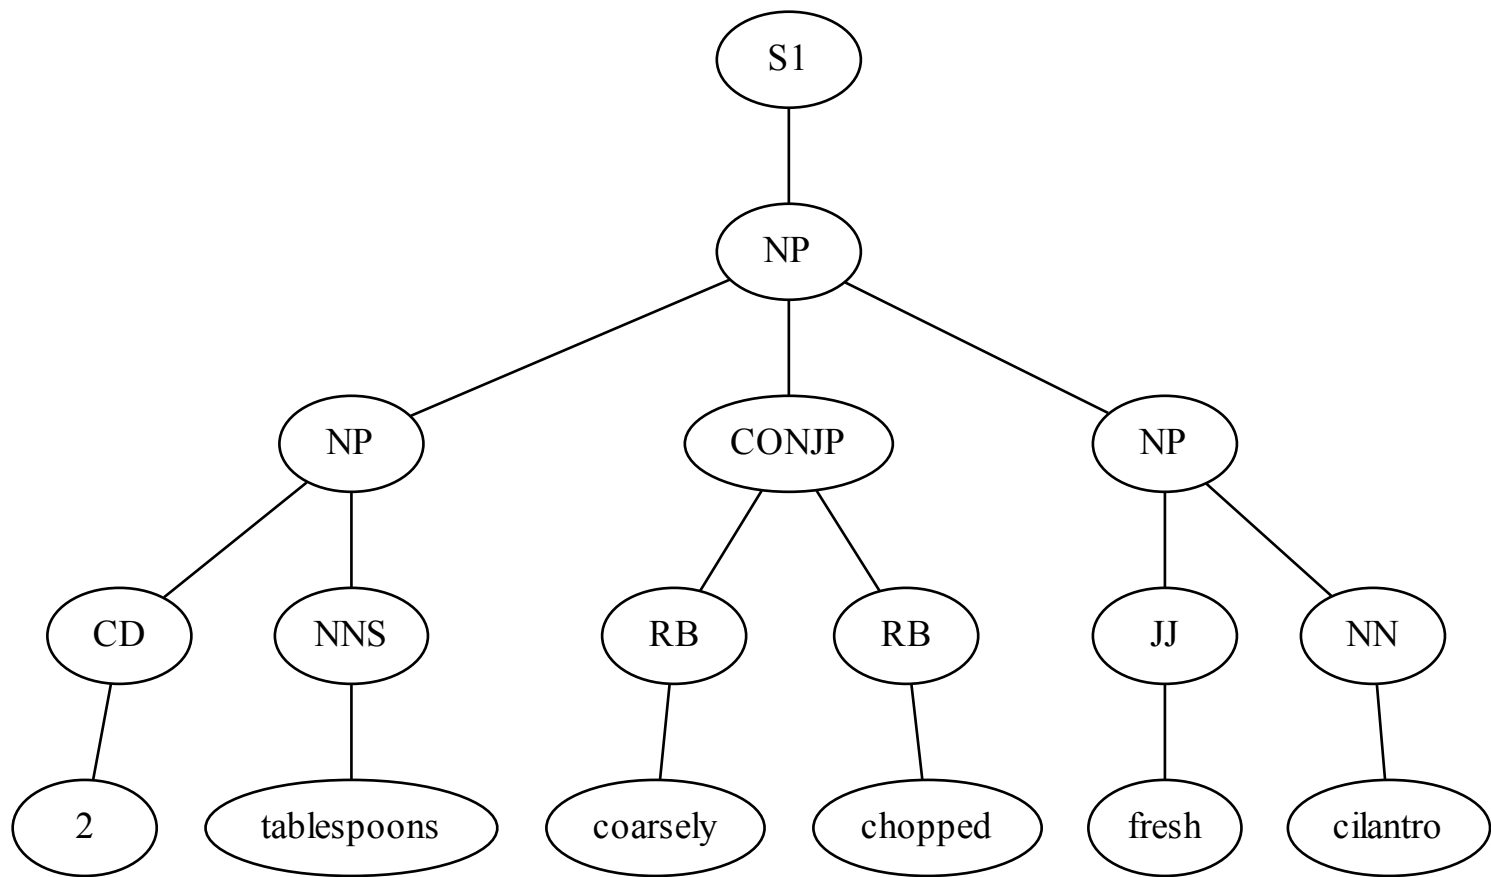 S1
NP
NP CONJP NP
CD NNS RB RB JJ NN
2 tablespoons coarsely chopped fresh cilantro